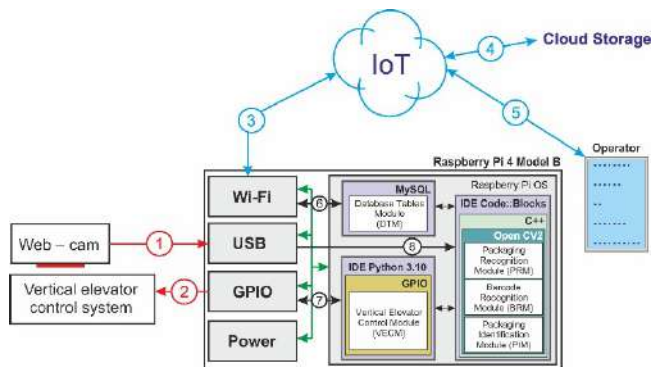 IoT
4
Cloud Storage
3
5
Operator
Raspberry Pi 4 Model B
Wi-Fi
USB
GPIO
Power
Web – cam
1
Vertical elevator
control system
2
6
8
7
Raspberry Pi OS
MySQL
Database Tables
Module
(DTM)
IDE Python 3.10
GPIO
Vertical Elevator
Control Module
(VECM)
IDE Code::Blocks
C++
Open CV2
Packaging
Recognition
Module (PRM)
Barcode
Recognition
Module (BRM)
Packaging
Identification
Module (PIM)